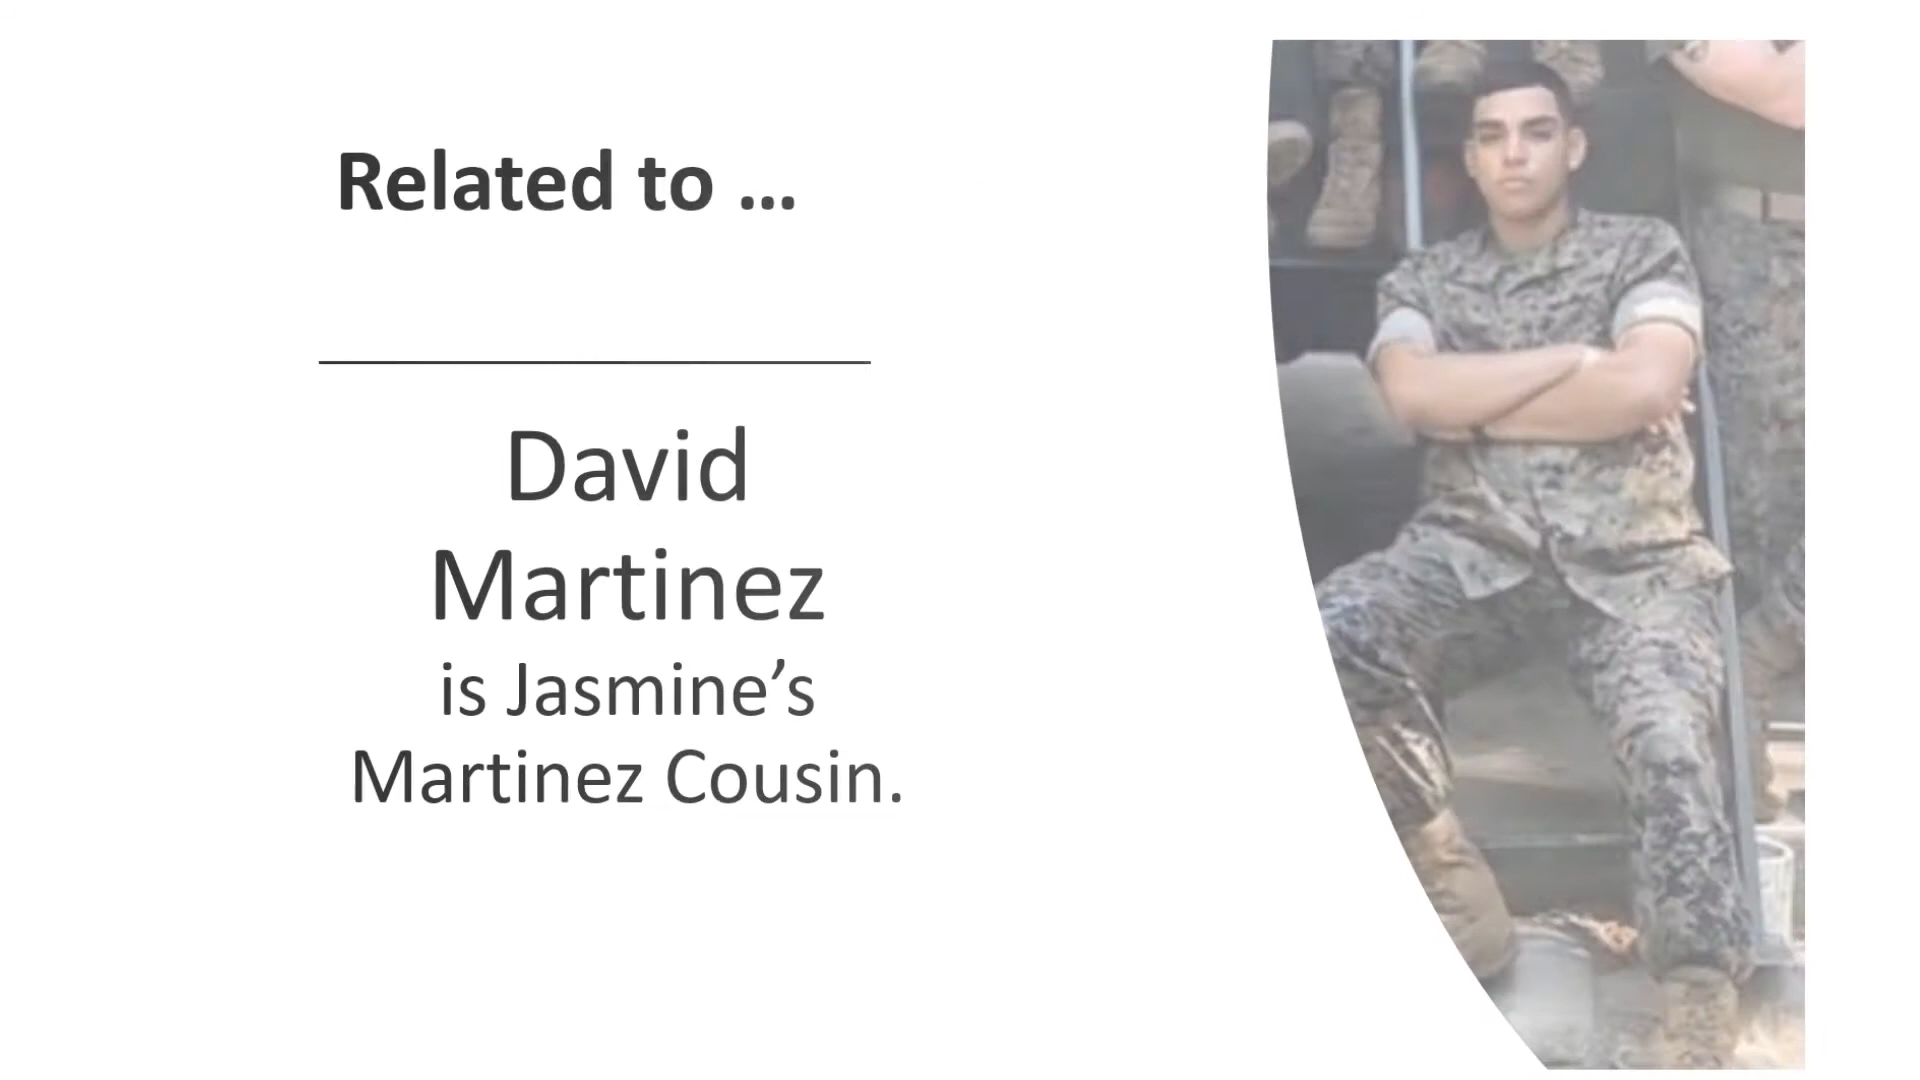 Related to …
David
Martinez
is Jasmine’s
Martinez Cousin.